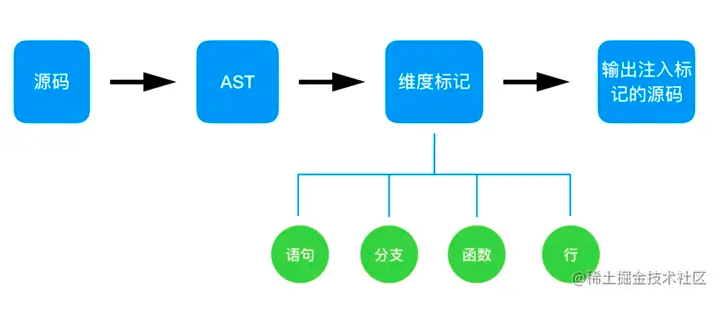 源码
AST
维度标记
输出注入标
记的源码
语句
分支
函数
行
@稀土掘金技术社区